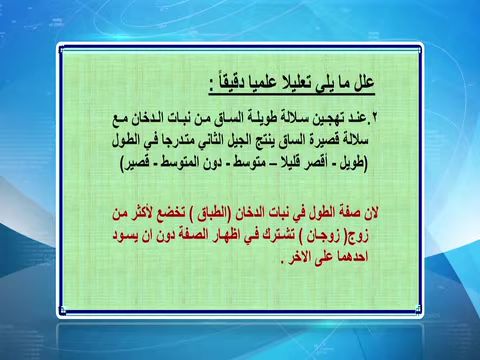 علل ما يلي تعليلا علميا دقيقاً :
٢.عند تهجين سلالة طويلة الساق من نبات الدخان مع
سلالة قصيرة الساق ينتج الجيل الثاني متدرجا في الطول
(طويل - أقصر قليلا – متوسط - دون المتوسط - قصير)
لان صفة الطول في نبات الدخان (الطباق ) تخضع لأكثر من
زوج( زوجان ) تشترك في اظهار الصفة دون ان يسود
احدهما على الاخر .